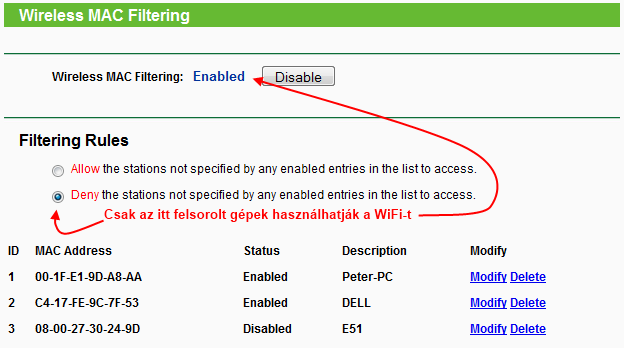 Wireless MAC Filtering
Wireless MAC Filtering: Enabled Disable
Filtering Rules
Allow the stations not specified by any enabled entries in the list to access.
Deny the stations not specified by any enabled entries in the list to access.
Csak az itt felsorolt gépek használhatják a WiFi-t
ID MAC Address Status Description Modify
1 00-1F-E1-9D-A8-AA Enabled Peter-PC Modify Delete
2 C4-17-FE-9C-7F-53 Enabled DELL Modify Delete
3 08-00-27-30-24-9D Disabled E51 Modify Delete